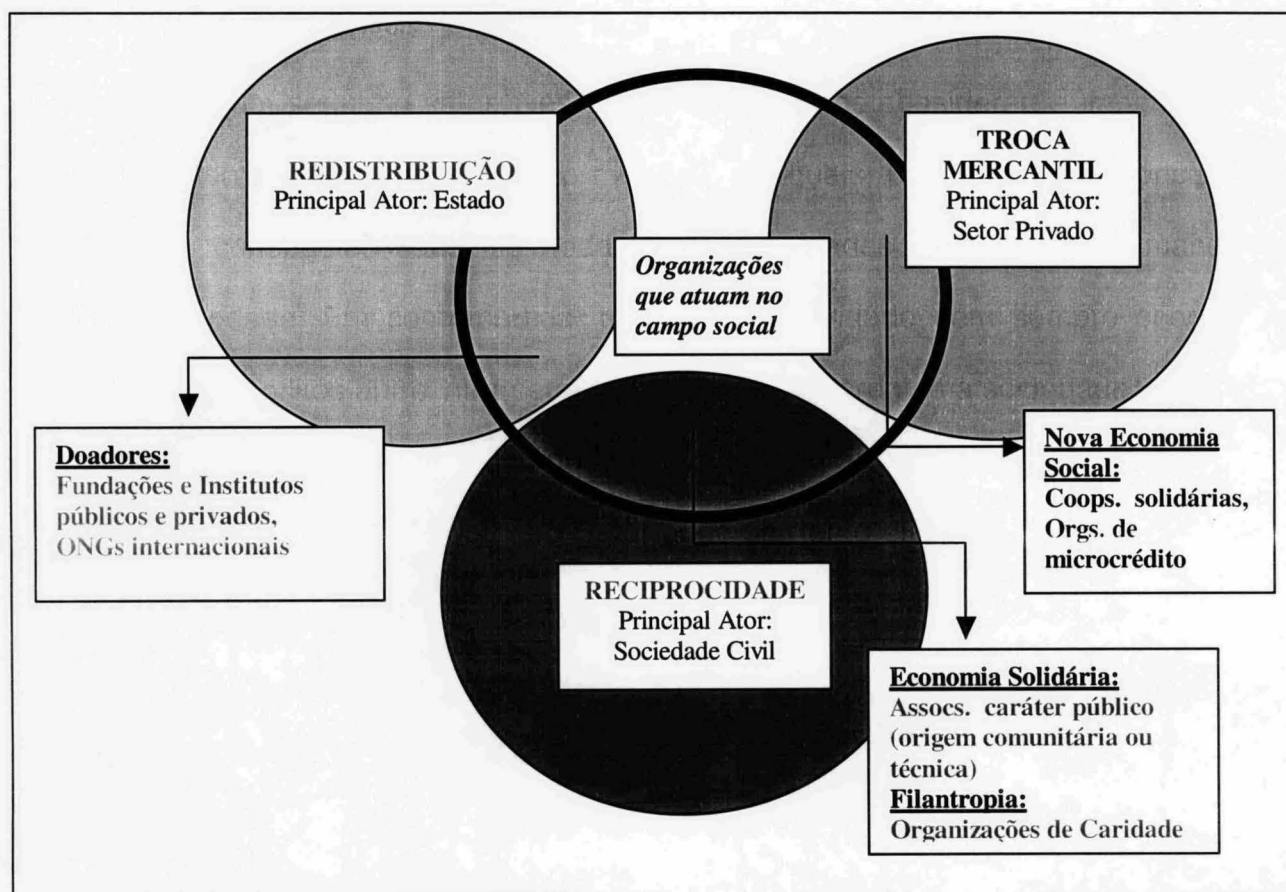 REDISTRIBUIÇÃO
Principal Ator: Estado
TROCA
MERCANTIL
Principal Ator:
Setor Privado
Organizações
que atuam no
campo social
Doadores:
Fundações e Institutos
públicos e privados,
ONGs internacionais
Nova Economia
Social:
Coops. solidárias,
Orgs. de
microcrédito
RECIPROCIDADE
Principal Ator:
Sociedade Civil
Economia Solidária:
Assocs. caráter público
(origem comunitária ou
técnica)
Filantropia:
Organizações de Caridade